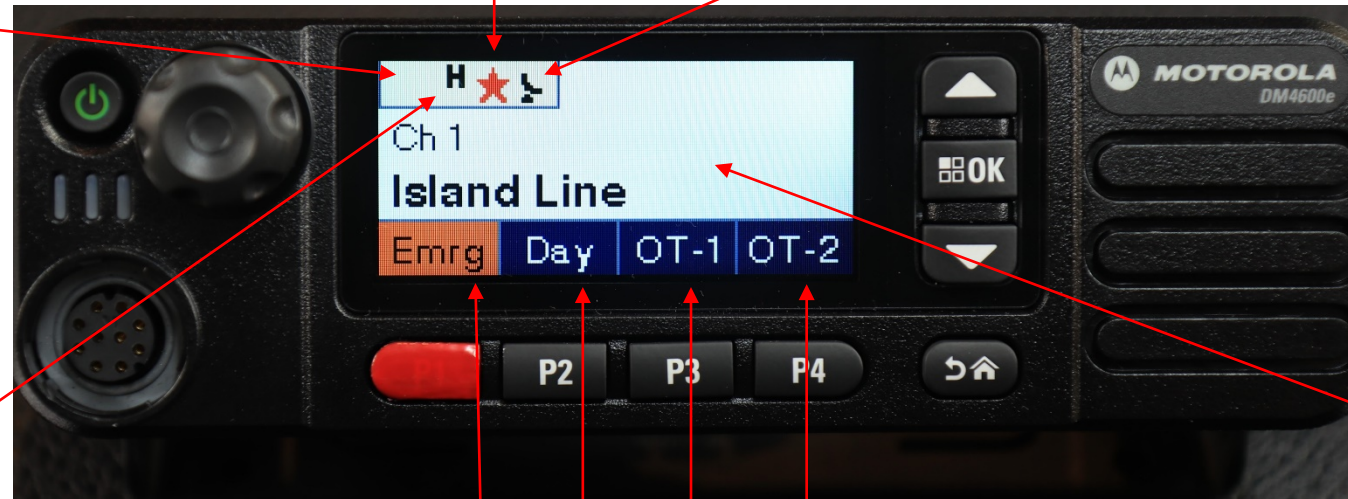 H
Ch 1
Island Line
Emrg Day OT-1 OT-2
P1 P2 P3 P4
OK
MOTOROLA
DM4600e